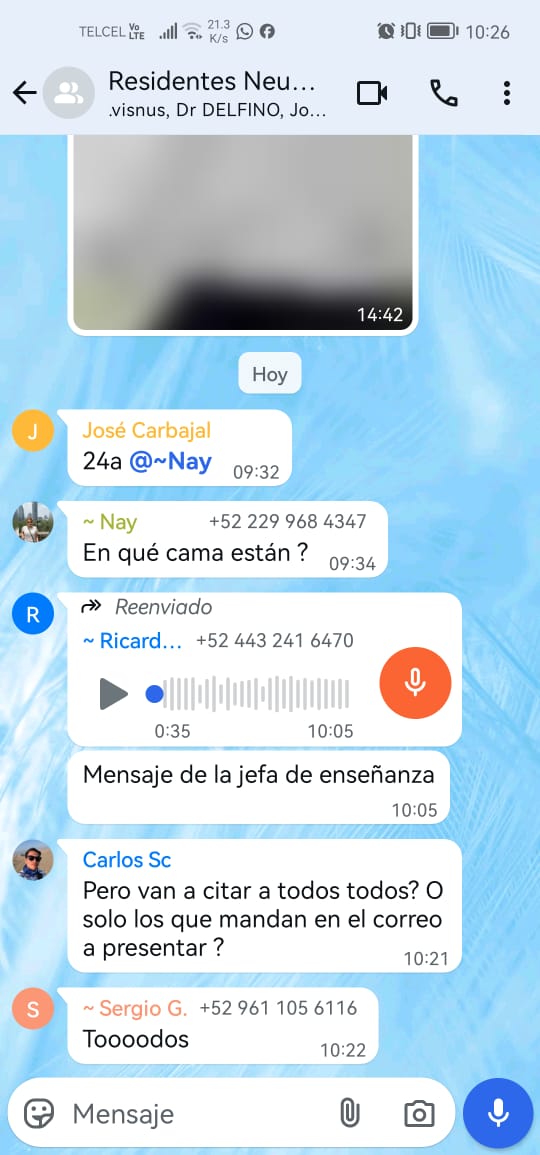 TELCEL Vo LTE 21.3 K/s 10:26
Residentes Neu...
.visnus, Dr DELFINO, Jo...
14:42
Hoy
J
José Carbajal
24a @~Nay 09:32
~ Nay +52 229 968 4347
En qué cama están ? 09:34
R
Reenviado
~ Ricard... +52 443 241 6470
0:35 10:05
Mensaje de la jefa de enseñanza
10:05
Carlos Sc
Pero van a citar a todos todos? O
solo los que mandan en el correo
a presentar ? 10:21
S
~ Sergio G. +52 961 105 6116
Toooodos 10:22
Mensaje